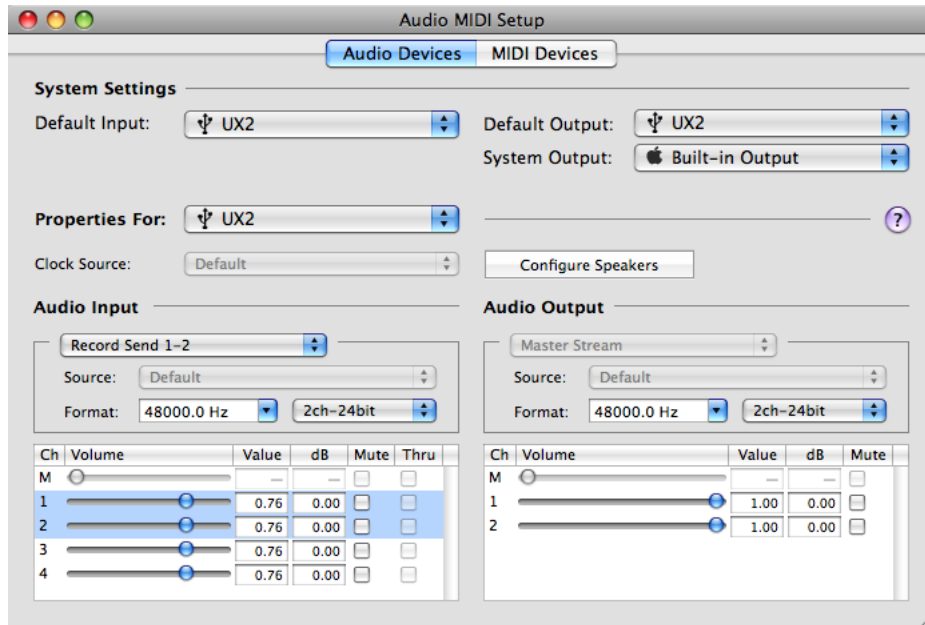 Audio MIDI Setup
Audio Devices MIDI Devices
System Settings
Default Input: UX2 Default Output: UX2
System Output: Built-in Output
Properties For: UX2 ?
Clock Source: Default Configure Speakers
Audio Input Audio Output
Record Send 1-2 Master Stream
Source: Default Source: Default
Format: 48000.0 Hz 2ch-24bit Format: 48000.0 Hz 2ch-24bit
Ch Volume Value dB Mute Thru Ch Volume Value dB Mute
M — — M — —
1 0.76 0.00 1 1.00 0.00
2 0.76 0.00 2 1.00 0.00
3 0.76 0.00
4 0.76 0.00